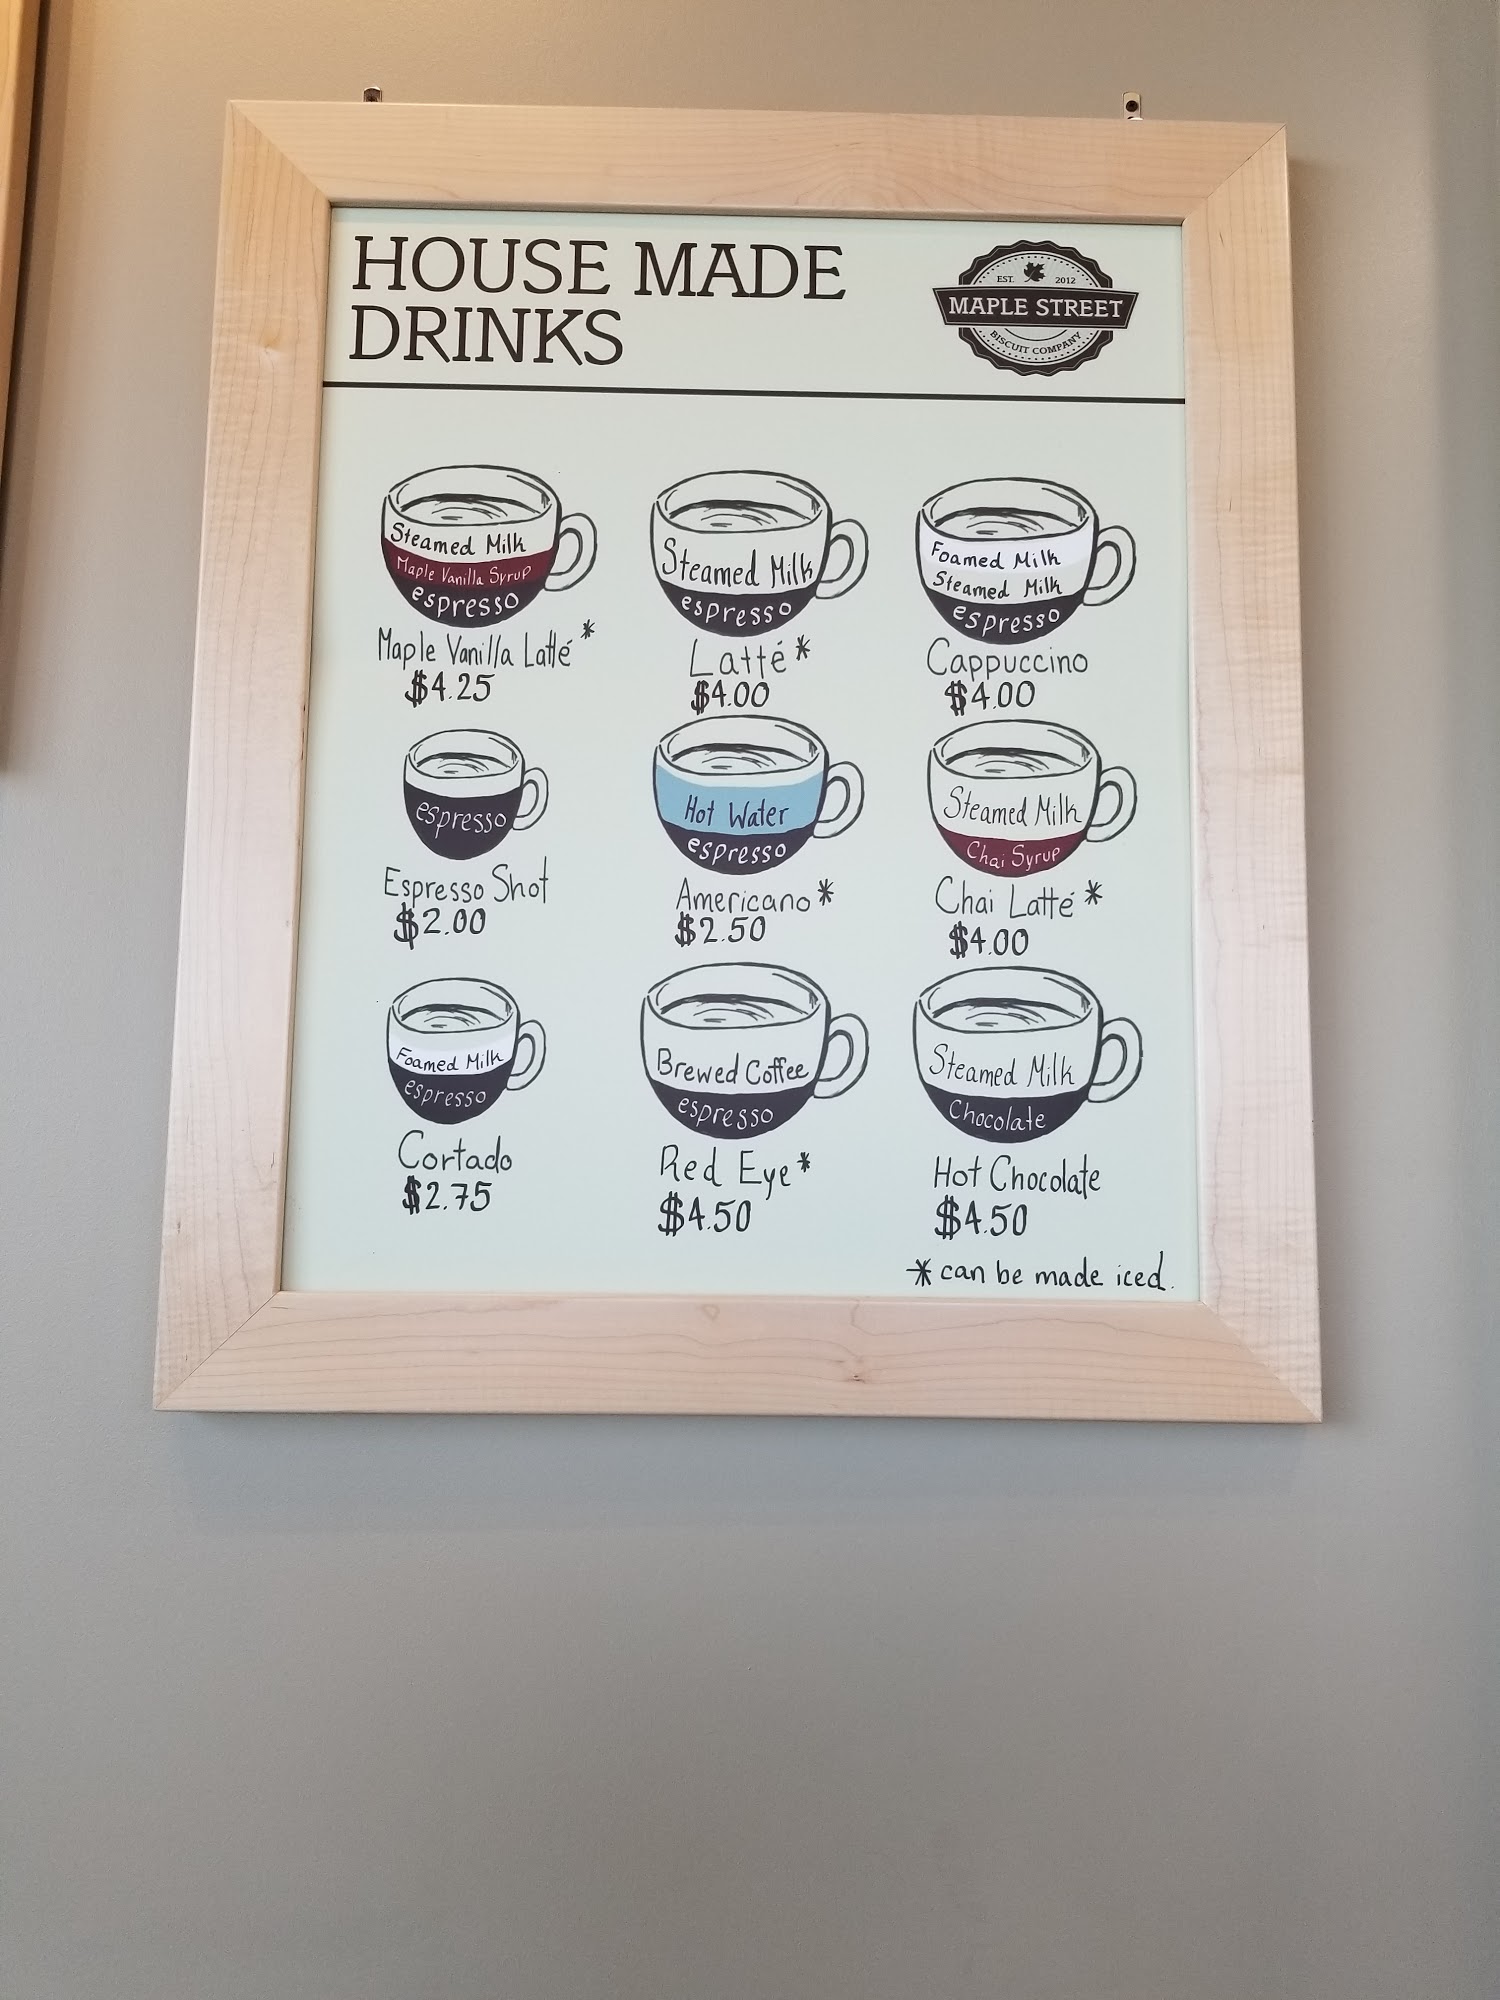 HOUSE MADE
DRINKS
EST. 2012
MAPLE STREET
BISCUIT COMPANY
Steamed Milk
Maple Vanilla Syrup
espresso
Maple Vanilla Latté*
$4.25
Steamed Milk
espresso
Latté*
$4.00
Foamed Milk
Steamed Milk
espresso
Cappuccino
$4.00
espresso
Espresso Shot
$2.00
Hot Water
espresso
Americano*
$2.50
Steamed Milk
Chai Syrup
Chai Latté*
$4.00
Foamed Milk
espresso
Cortado
$2.75
Brewed Coffee
espresso
Red Eye*
$4.50
Steamed Milk
Chocolate
Hot Chocolate
$4.50
* can be made iced.